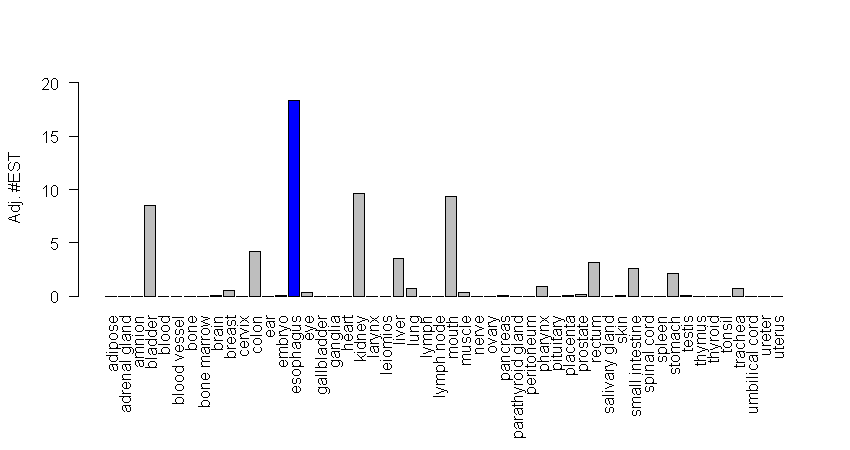 20
15
10
5
0
Adj. #EST
adipose
adrenal gland
amnion
bladder
blood
blood vessel
bone
bone marrow
brain
breast
cervix
colon
ear
embryo
esophagus
eye
gallbladder
ganglia
heart
kidney
larynx
leiomios
liver
lung
lymph
lymph node
mouth
muscle
nerve
ovary
pancreas
parathyroid gland
peritoneum
pharynx
pituitary
placenta
prostate
rectum
salivary gland
skin
small intestine
spinal cord
spleen
stomach
testis
thymus
thyroid
tonsil
trachea
umbilical cord
ureter
uterus